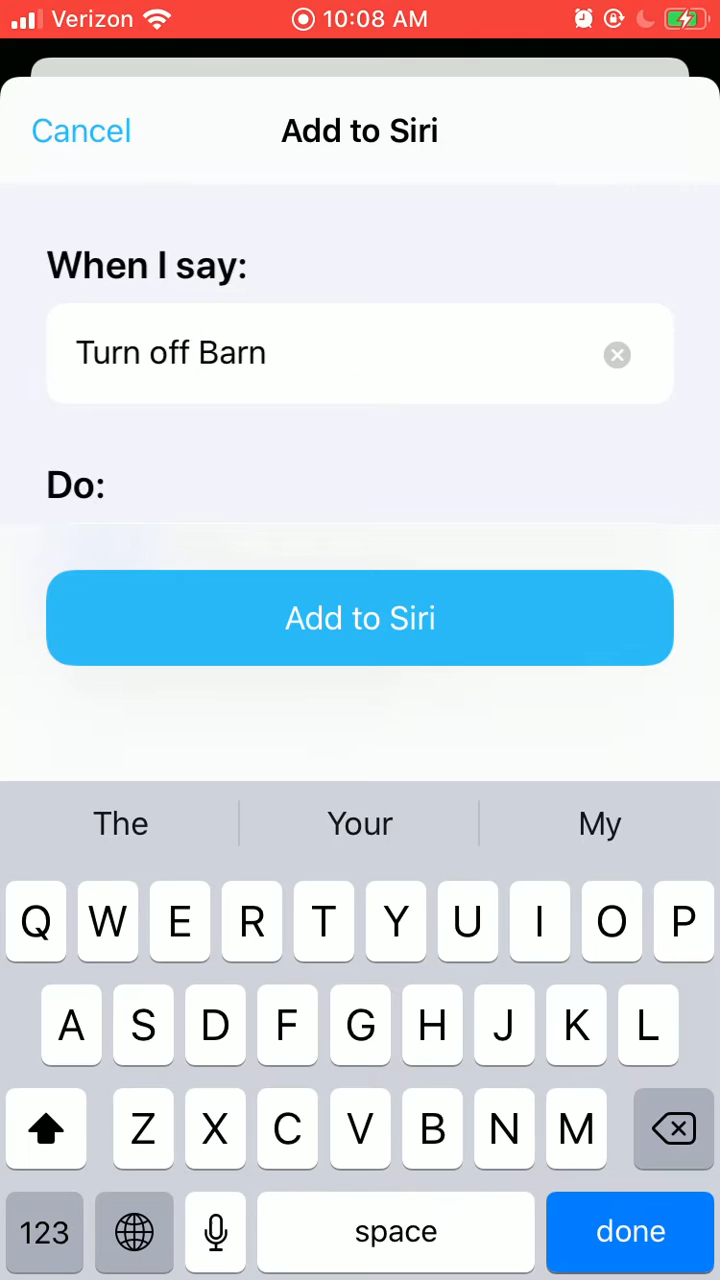 Verizon 10:08 AM
Cancel Add to Siri
When I say:
Turn off Barn
Do:
Add to Siri
The Your My
Q W E R T Y U I O P
A S D F G H J K L
Z X C V B N M
123 space done